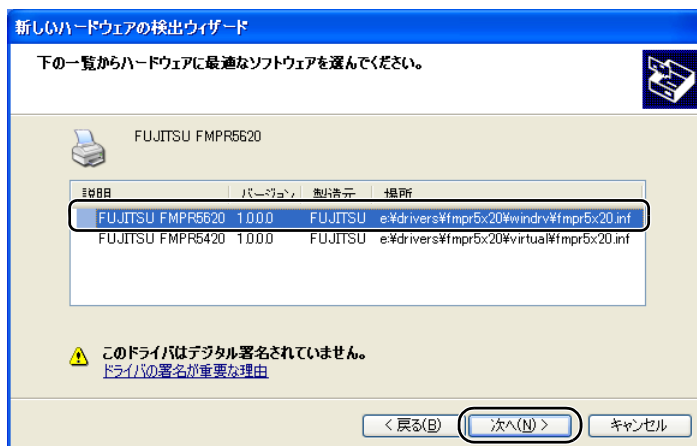 新しいハードウェアの検出ウィザード
下の一覧からハードウェアに最適なソフトウェアを選んでください。
FUJITSU FMPR5620
説明 バージョン 製造元 場所
FUJITSU FMPR5620 1.0.0.0 FUJITSU e:¥drivers¥fmpr5x20¥windrv¥fmpr5x20.inf
FUJITSU FMPR5420 1.0.0.0 FUJITSU e:¥drivers¥fmpr5x20¥virtual¥fmpr5x20.inf
このドライバはデジタル署名されていません。
ドライバの署名が重要な理由
< 戻る(B) 次へ(N) > キャンセル